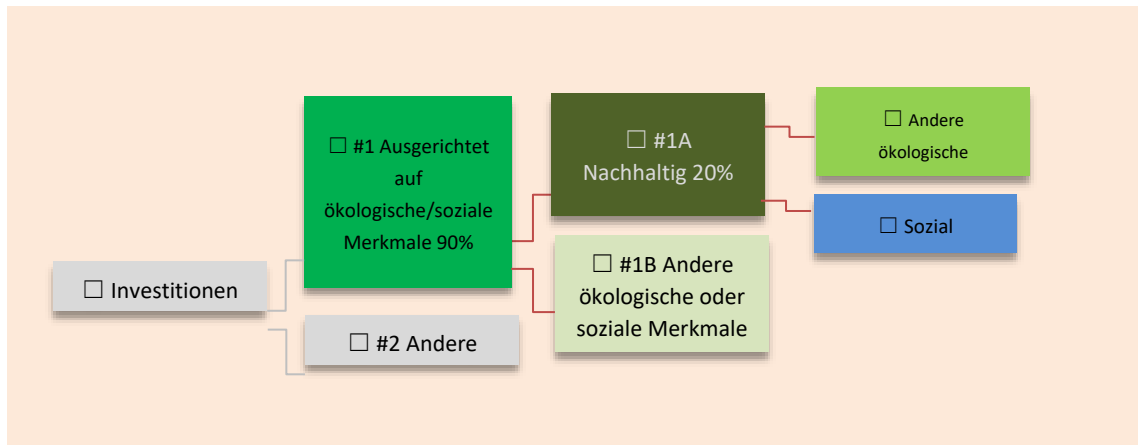 ☐ Investitionen
☐ #1 Ausgerichtet
auf
ökologische/soziale
Merkmale 90%
☐ #2 Andere
☐ #1A
Nachhaltig 20%
☐ #1B Andere
ökologische oder
soziale Merkmale
☐ Andere
ökologische
☐ Sozial